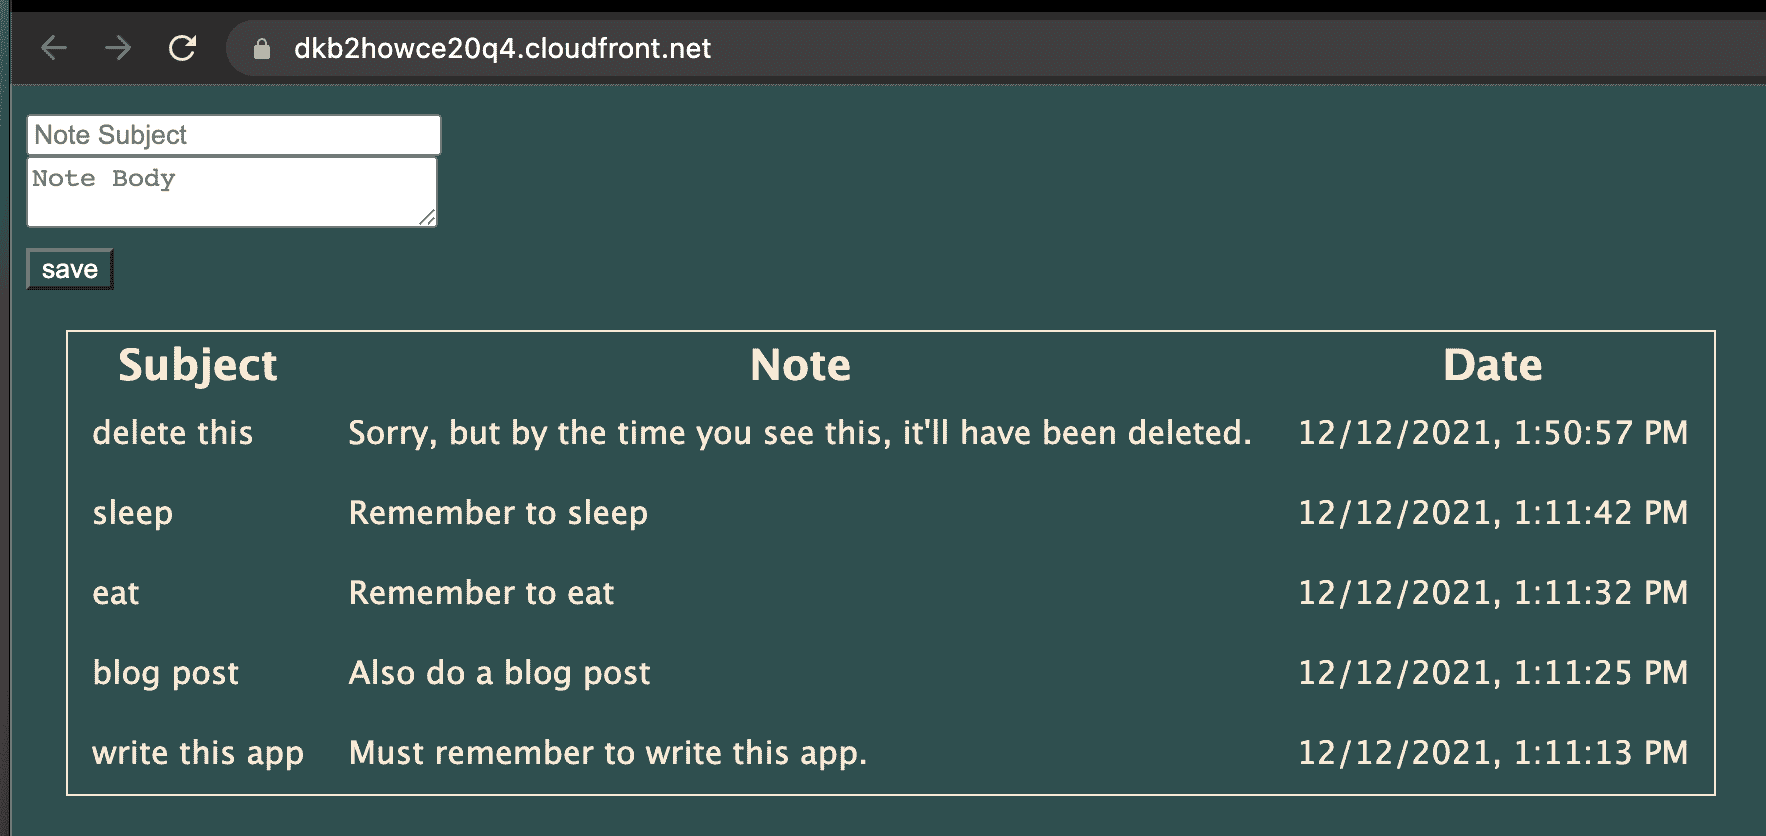 dkb2howce20q4.cloudfront.net
Note Subject
Note Body
save
Subject Note Date
delete this Sorry, but by the time you see this, it'll have been deleted. 12/12/2021, 1:50:57 PM
sleep Remember to sleep 12/12/2021, 1:11:42 PM
eat Remember to eat 12/12/2021, 1:11:32 PM
blog post Also do a blog post 12/12/2021, 1:11:25 PM
write this app Must remember to write this app. 12/12/2021, 1:11:13 PM